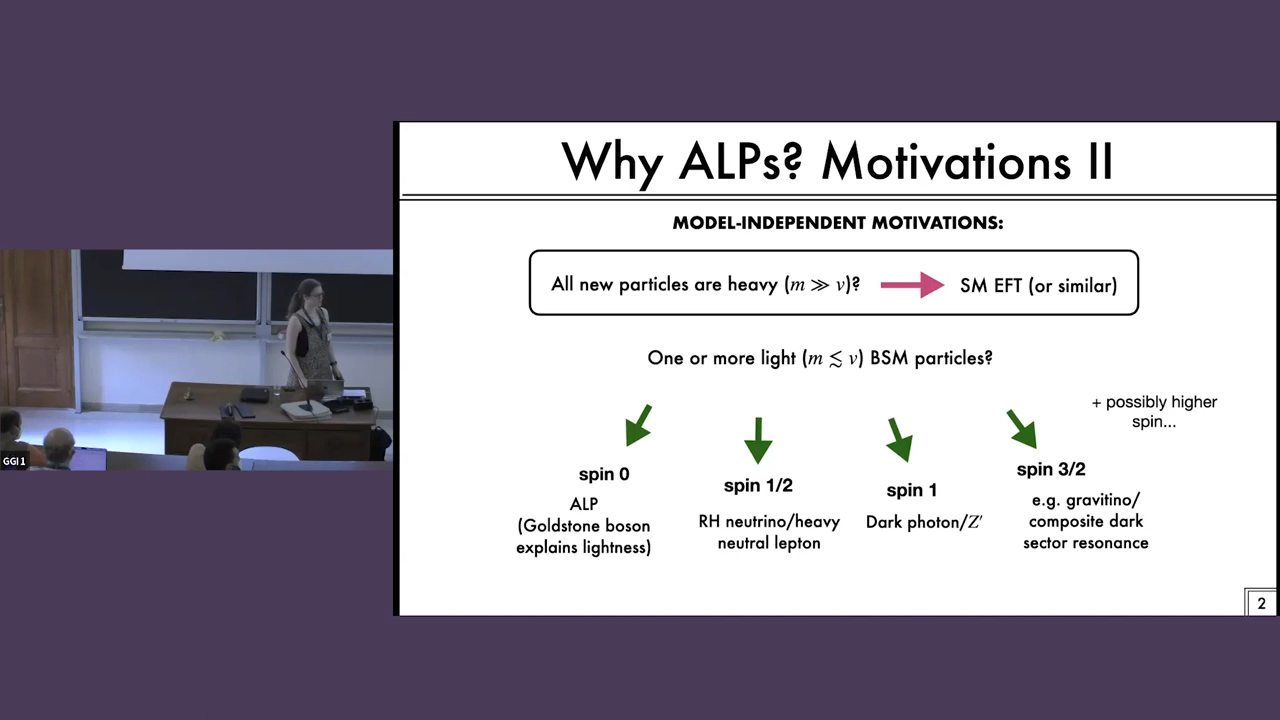 Why ALPs? Motivations II
MODEL-INDEPENDENT MOTIVATIONS:
All new particles are heavy (m ≫ v)?
SM EFT (or similar)
One or more light (m ≲ v) BSM particles?
+ possibly higher
spin...
spin 0
ALP
(Goldstone boson
explains lightness)
spin 1/2
RH neutrino/heavy
neutral lepton
spin 1
Dark photon/Z′
spin 3/2
e.g. gravitino/
composite dark
sector resonance
2
GGI 1